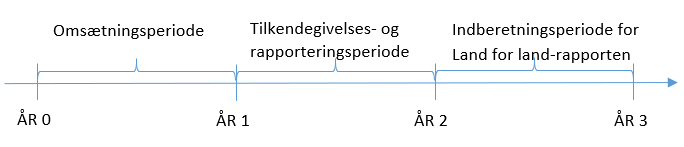 Omsætningsperiode
Tilkendegivelses- og
rapporteringsperiode
Indberetningsperiode for
Land for land-rapporten
ÅR 0
ÅR 1
ÅR 2
ÅR 3